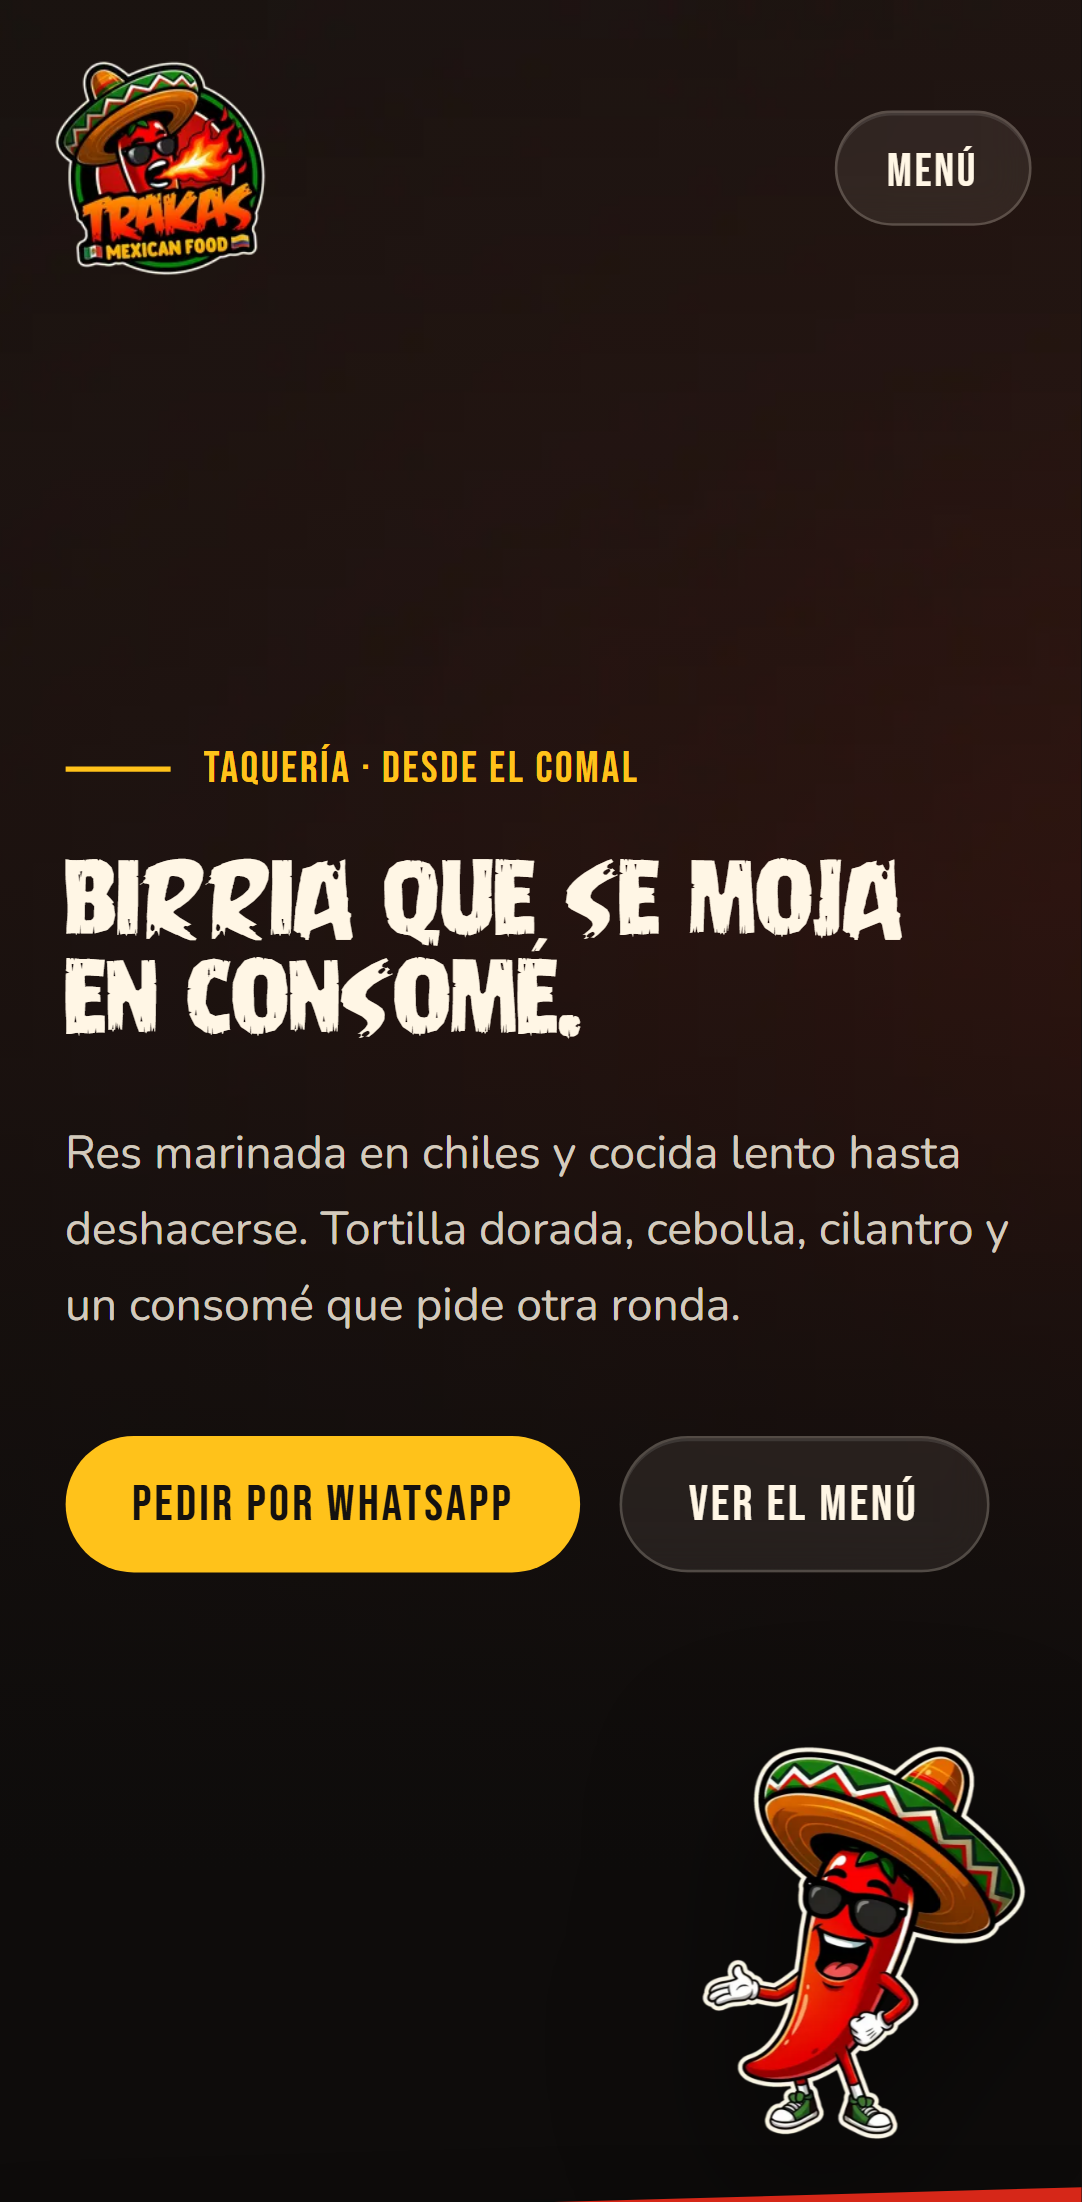 TRAKAS
MEXICAN FOOD
MENÚ
TAQUERÍA · DESDE EL COMAL
BIRRIA QUE SE MOJA
EN CONSOMÉ.
Res marinada en chiles y cocida lento hasta
deshacerse. Tortilla dorada, cebolla, cilantro y
un consomé que pide otra ronda.
PEDIR POR WHATSAPP
VER EL MENÚ